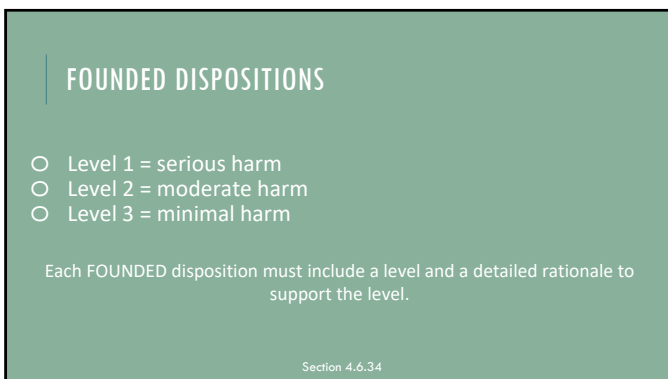 FOUNDED DISPOSITIONS
O Level 1 = serious harm
O Level 2 = moderate harm
O Level 3 = minimal harm
Each FOUNDED disposition must include a level and a detailed rationale to
support the level.
Section 4.6.34